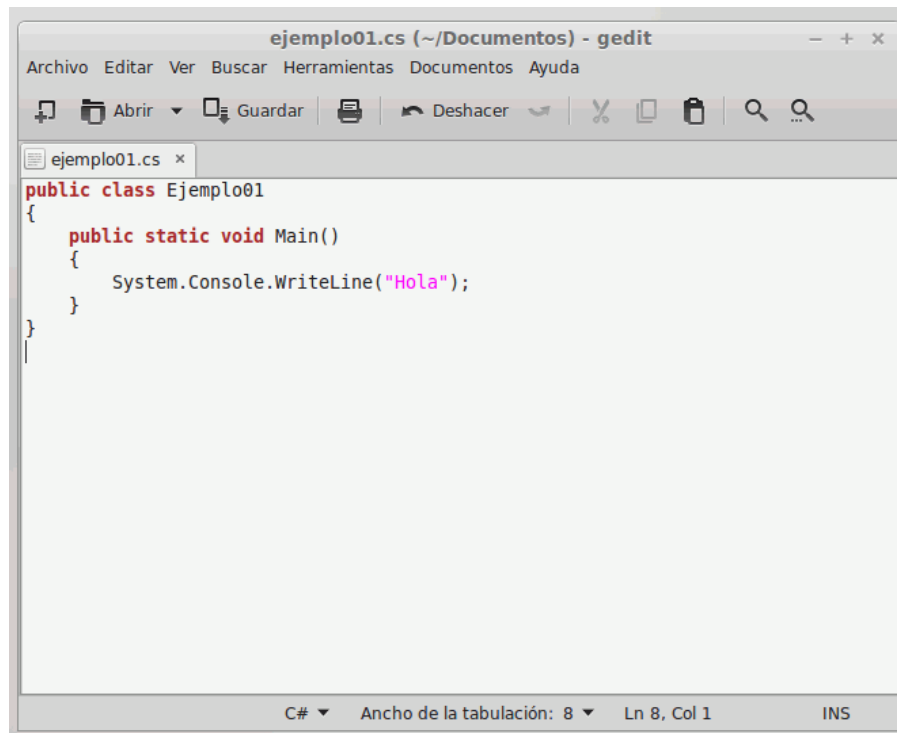 ejemplo01.cs (~/Documentos) - gedit
Archivo Editar Ver Buscar Herramientas Documentos Ayuda
Abrir Guardar Deshacer
ejemplo01.cs ×
public class Ejemplo01
{
    public static void Main()
    {
        System.Console.WriteLine("Hola");
    }
}
C# Ancho de la tabulación: 8 Ln 8, Col 1 INS